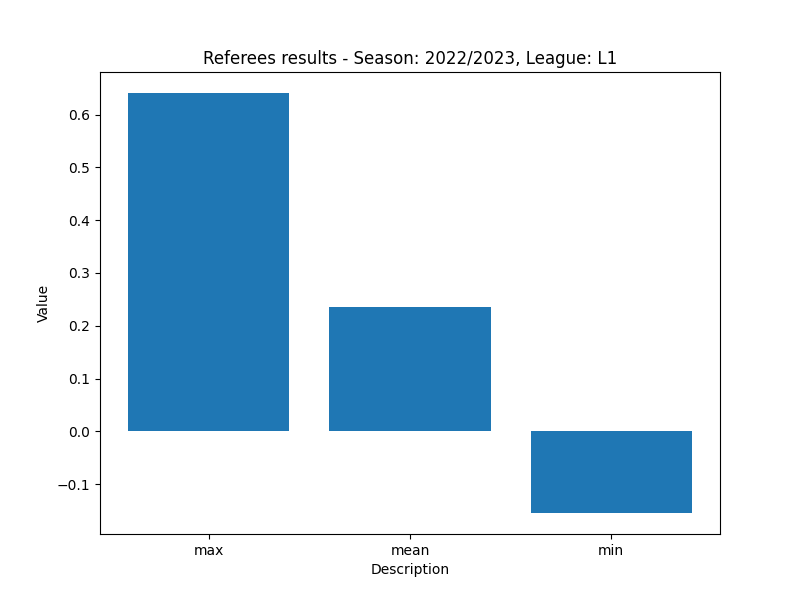 Referees results - Season: 2022/2023, League: L1
Value
0.6
0.5
0.4
0.3
0.2
0.1
0.0
−0.1
max mean min
Description